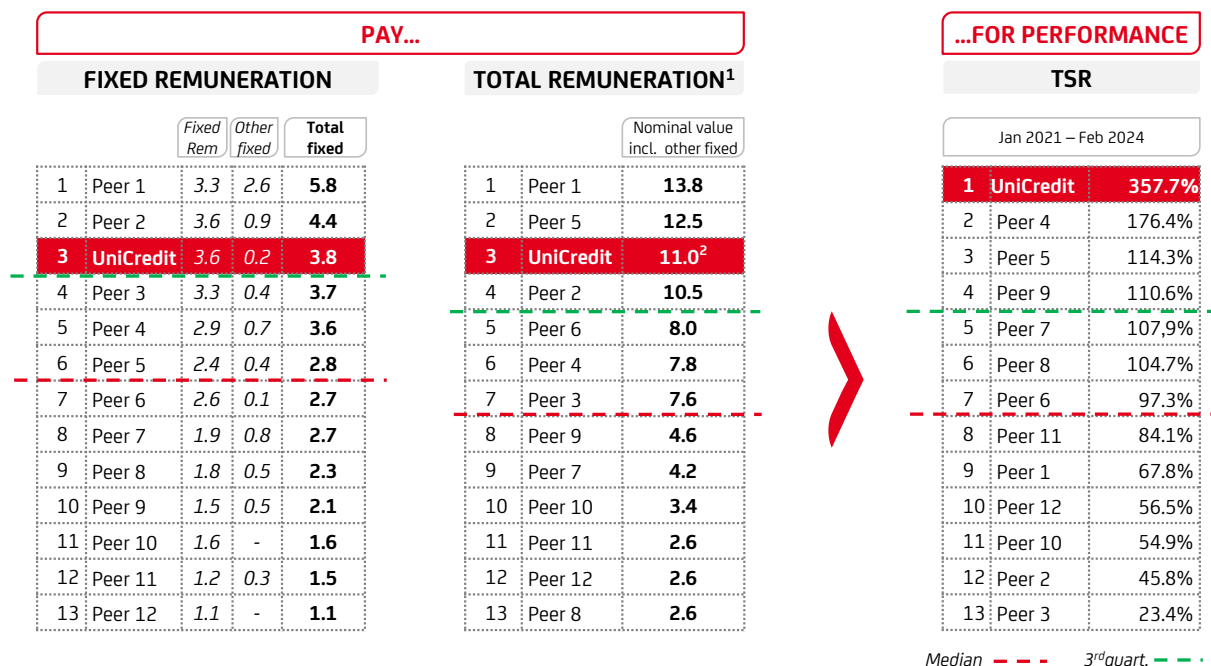 PAY...
...FOR PERFORMANCE
FIXED REMUNERATION
TOTAL REMUNERATION1
TSR
Fixed Rem
Other fixed
Total fixed
Nominal value incl. other fixed
Jan 2021 – Feb 2024
1 Peer 1 3.3 2.6 5.8
2 Peer 2 3.6 0.9 4.4
3 UniCredit 3.6 0.2 3.8
4 Peer 3 3.3 0.4 3.7
5 Peer 4 2.9 0.7 3.6
6 Peer 5 2.4 0.4 2.8
7 Peer 6 2.6 0.1 2.7
8 Peer 7 1.9 0.8 2.7
9 Peer 8 1.8 0.5 2.3
10 Peer 9 1.5 0.5 2.1
11 Peer 10 1.6 - 1.6
12 Peer 11 1.2 0.3 1.5
13 Peer 12 1.1 - 1.1
1 Peer 1 13.8
2 Peer 5 12.5
3 UniCredit 11.02
4 Peer 2 10.5
5 Peer 6 8.0
6 Peer 4 7.8
7 Peer 3 7.6
8 Peer 9 4.6
9 Peer 7 4.2
10 Peer 10 3.4
11 Peer 11 2.6
12 Peer 12 2.6
13 Peer 8 2.6
1 UniCredit 357.7%
2 Peer 4 176.4%
3 Peer 5 114.3%
4 Peer 9 110.6%
5 Peer 7 107,9%
6 Peer 8 104.7%
7 Peer 6 97.3%
8 Peer 11 84.1%
9 Peer 1 67.8%
10 Peer 12 56.5%
11 Peer 10 54.9%
12 Peer 2 45.8%
13 Peer 3 23.4%
Median 3rdquart.